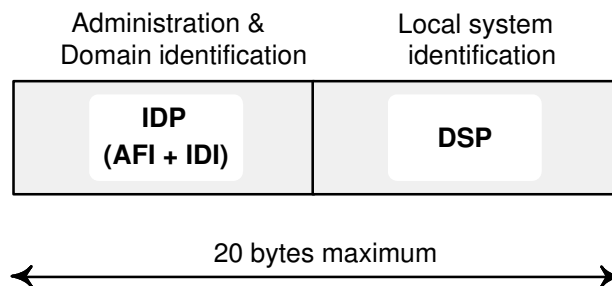 Administration &
Domain identification
Local system
identification
IDP
(AFI + IDI)
DSP
20 bytes maximum